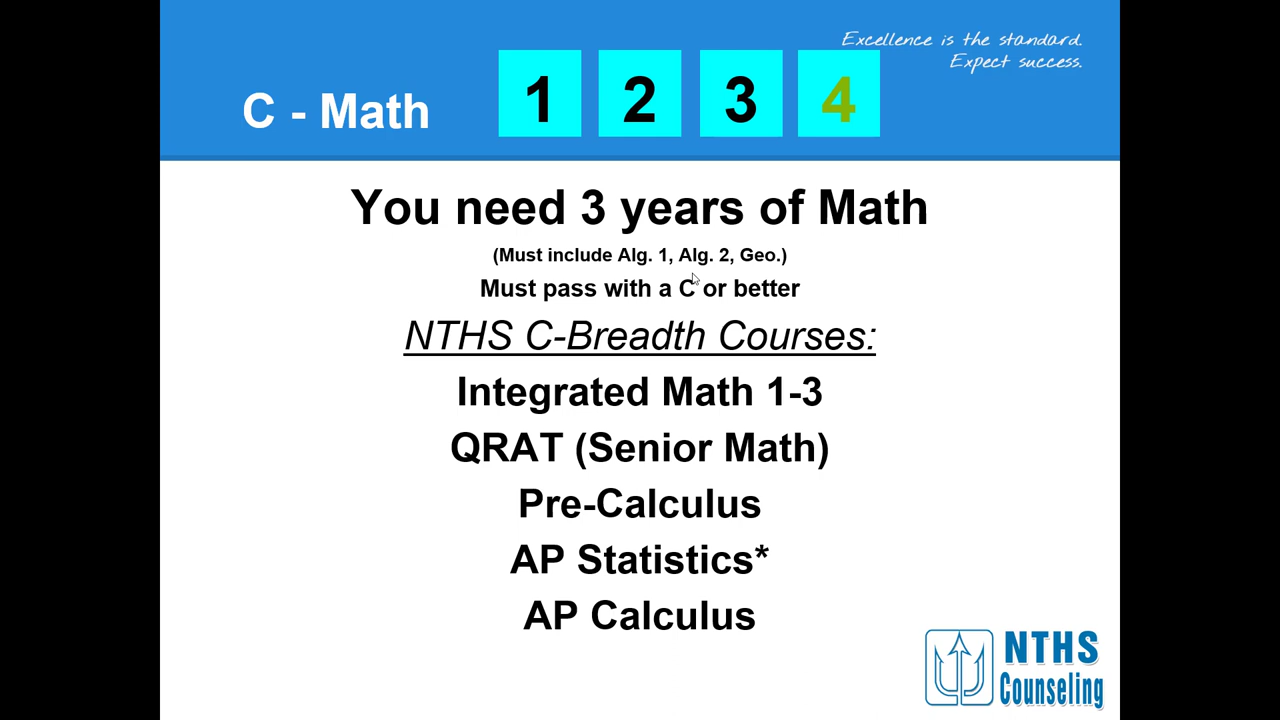 Excellence is the standard.
Expect success.
C - Math
1 2 3 4
You need 3 years of Math
(Must include Alg. 1, Alg. 2, Geo.)
Must pass with a C or better
NTHS C-Breadth Courses:
Integrated Math 1-3
QRAT (Senior Math)
Pre-Calculus
AP Statistics*
AP Calculus
NTHS
Counseling